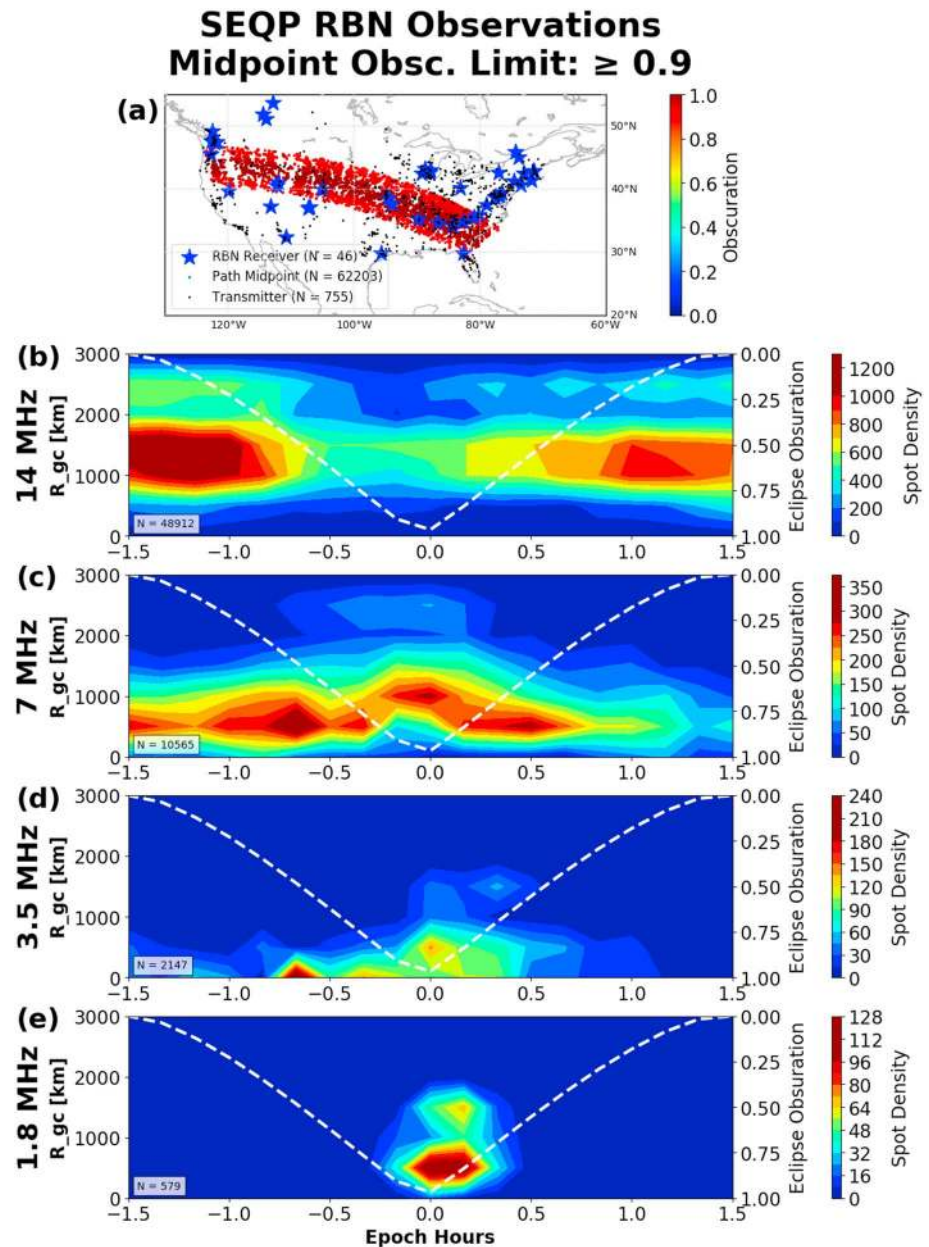 SEQP RBN Observations
Midpoint Obsc. Limit: ≥ 0.9
(a)
50°N
40°N
30°N
20°N
120°W 100°W 80°W 60°W
RBN Receiver (N = 46)
Path Midpoint (N = 62203)
Transmitter (N = 755)
1.0
0.8
0.6
0.4
0.2
0.0
Obscuration
(b)
14 MHz
R_gc [km]
3000
2000
1000
0
N = 48912
-1.5 -1.0 -0.5 0.0 0.5 1.0 1.5
0.00
0.25
0.50
0.75
1.00
Eclipse Obsuration
1200
1000
800
600
400
200
0
Spot Density
(c)
7 MHz
R_gc [km]
3000
2000
1000
0
N = 10565
-1.5 -1.0 -0.5 0.0 0.5 1.0 1.5
0.00
0.25
0.50
0.75
1.00
Eclipse Obsuration
350
300
250
200
150
100
50
0
Spot Density
(d)
3.5 MHz
R_gc [km]
3000
2000
1000
0
N = 2147
-1.5 -1.0 -0.5 0.0 0.5 1.0 1.5
0.00
0.25
0.50
0.75
1.00
Eclipse Obsuration
240
210
180
150
120
90
60
30
0
Spot Density
(e)
1.8 MHz
R_gc [km]
3000
2000
1000
0
N = 579
-1.5 -1.0 -0.5 0.0 0.5 1.0 1.5
Epoch Hours
0.00
0.25
0.50
0.75
1.00
Eclipse Obsuration
128
112
96
80
64
48
32
16
0
Spot Density